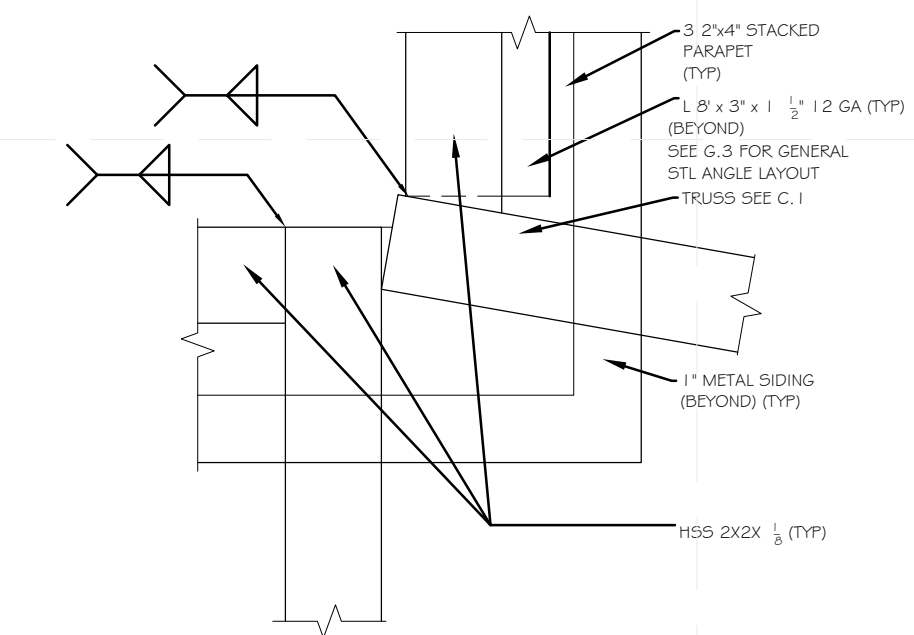 3 2"x4" STACKED
PARAPET
(TYP)
L 8' x 3" x 1 1/2" 12 GA (TYP)
(BEYOND)
SEE G.3 FOR GENERAL
STL ANGLE LAYOUT
TRUSS SEE C.1
1" METAL SIDING
(BEYOND) (TYP)
HSS 2X2X 1/8 (TYP)